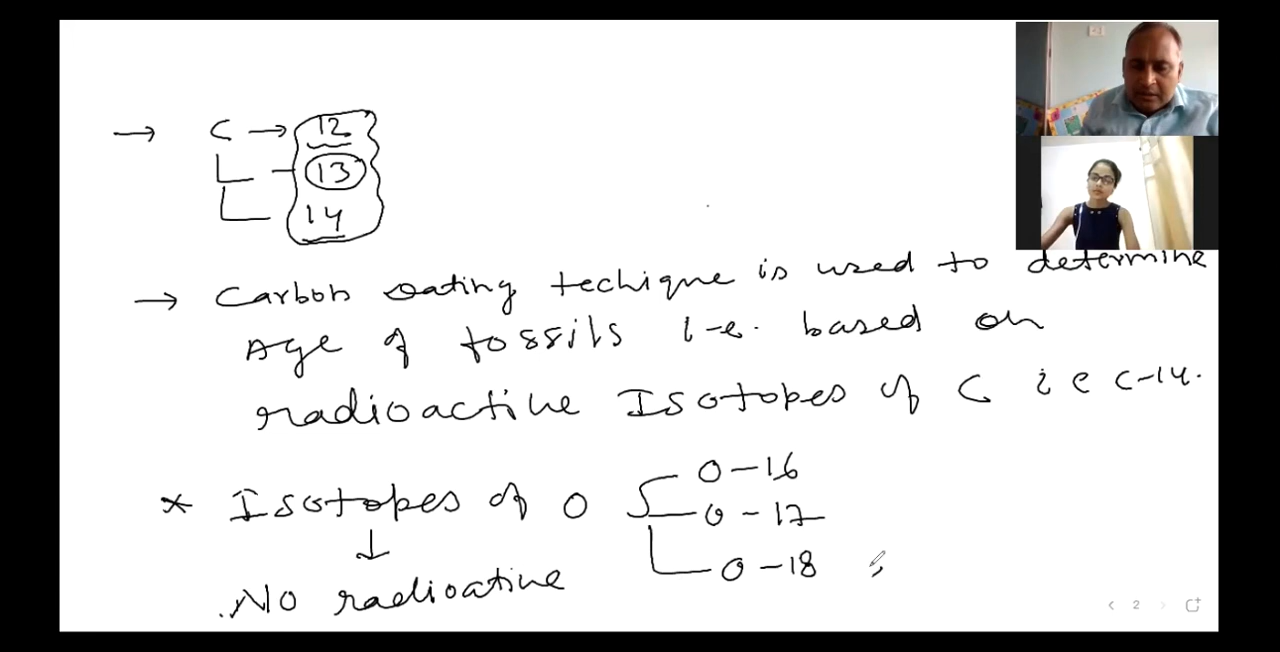 → C → 12
13
14
→ Carbon dating techique is used to determine
Age of fossils i.e. based on
radioactive Isotopes of C i e C-14.
* Isotopes of O O-16
O-17
O-18
↓
No radioative
2